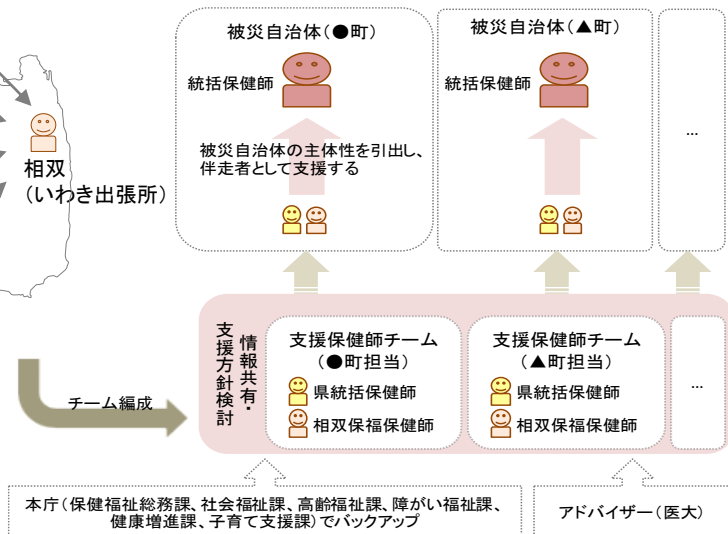 被災自治体（●町）
統括保健師
被災自治体の主体性を引出し、
伴走者として支援する
被災自治体（▲町）
統括保健師
…
相双
（いわき出張所）
チーム編成
情報共有・
支援方針検討
支援保健師チーム
（●町担当）
県統括保健師
相双保福保健師
支援保健師チーム
（▲町担当）
県統括保健師
相双保福保健師
…
本庁（保健福祉総務課、社会福祉課、高齢福祉課、障がい福祉課、
健康増進課、子育て支援課）でバックアップ
アドバイザー（医大）